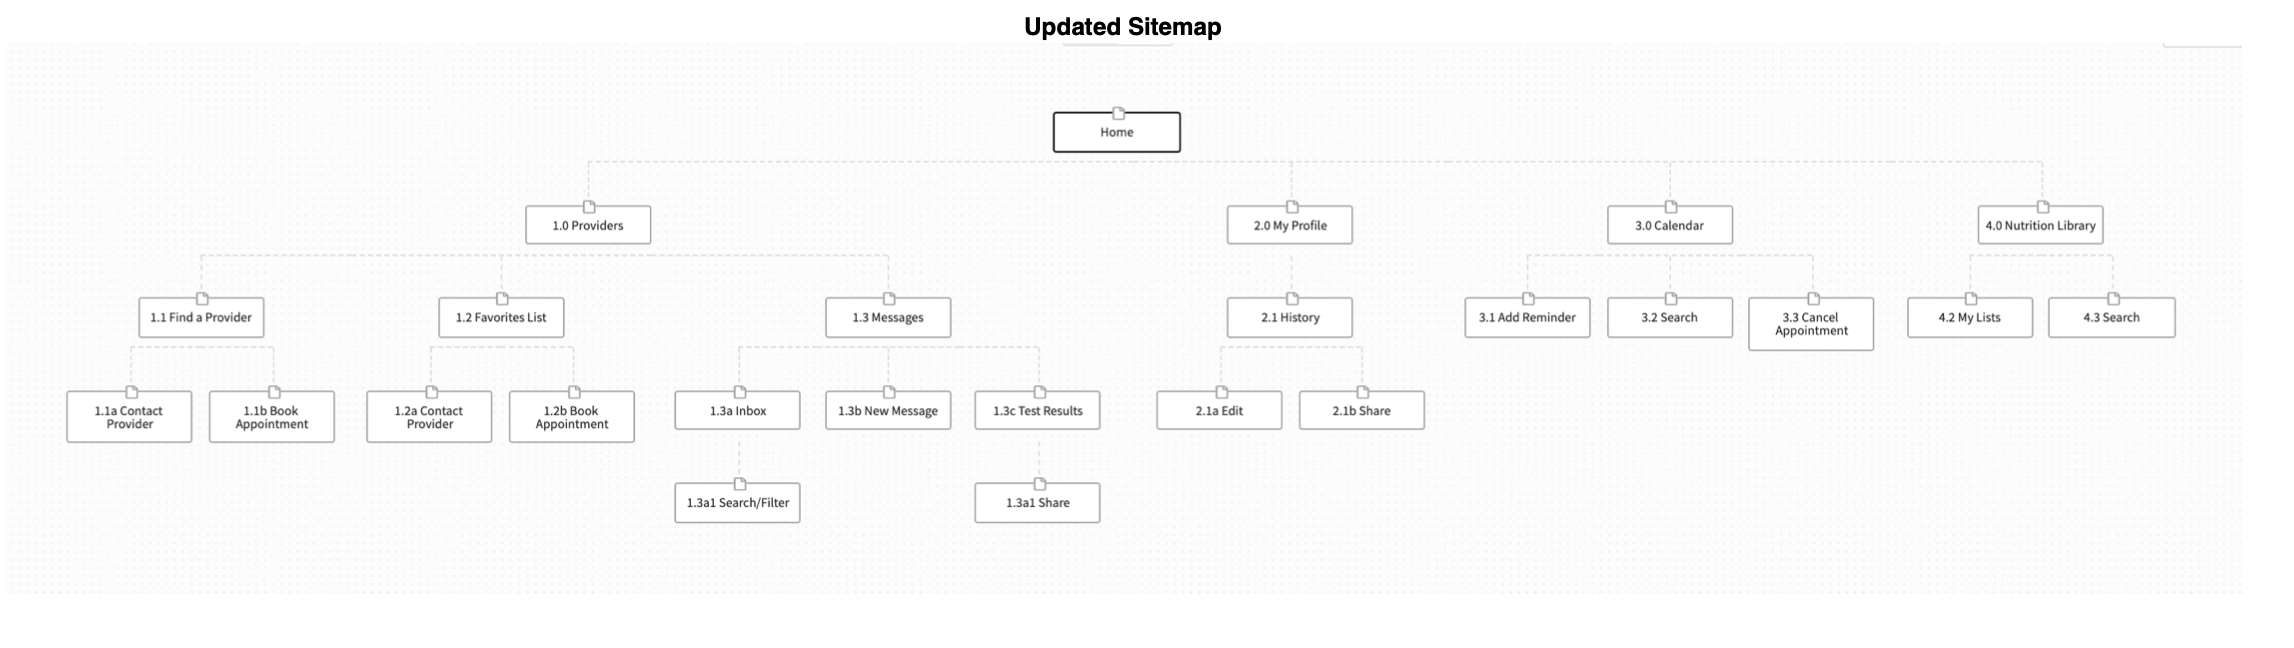 Updated Sitemap
Home
1.0 Providers
2.0 My Profile
3.0 Calendar
4.0 Nutrition Library
1.1 Find a Provider
1.2 Favorites List
1.3 Messages
2.1 History
3.1 Add Reminder
3.2 Search
3.3 Cancel
Appointment
4.2 My Lists
4.3 Search
1.1a Contact
Provider
1.1b Book
Appointment
1.2a Contact
Provider
1.2b Book
Appointment
1.3a Inbox
1.3b New Message
1.3c Test Results
2.1a Edit
2.1b Share
1.3a1 Search/Filter
1.3a1 Share